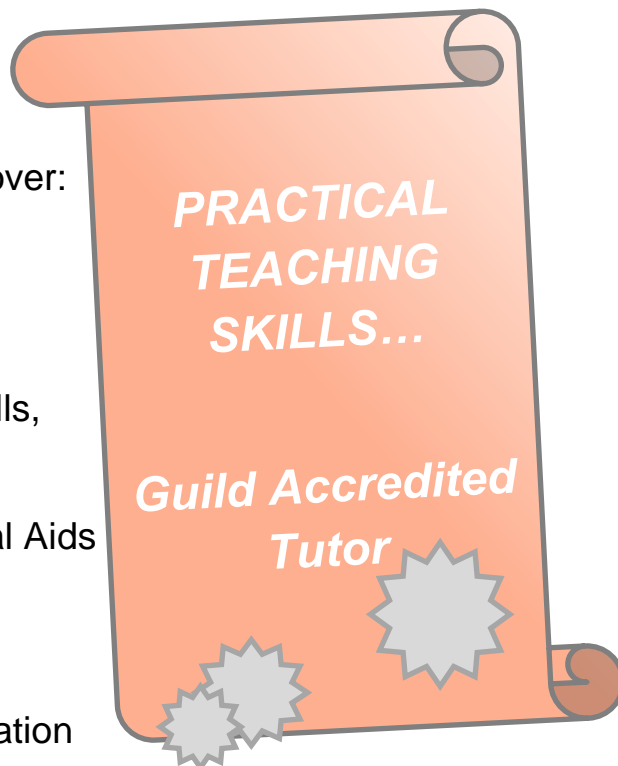 over:
PRACTICAL
TEACHING
SKILLS…
lls,
Guild Accredited
al Aids
Tutor
ation